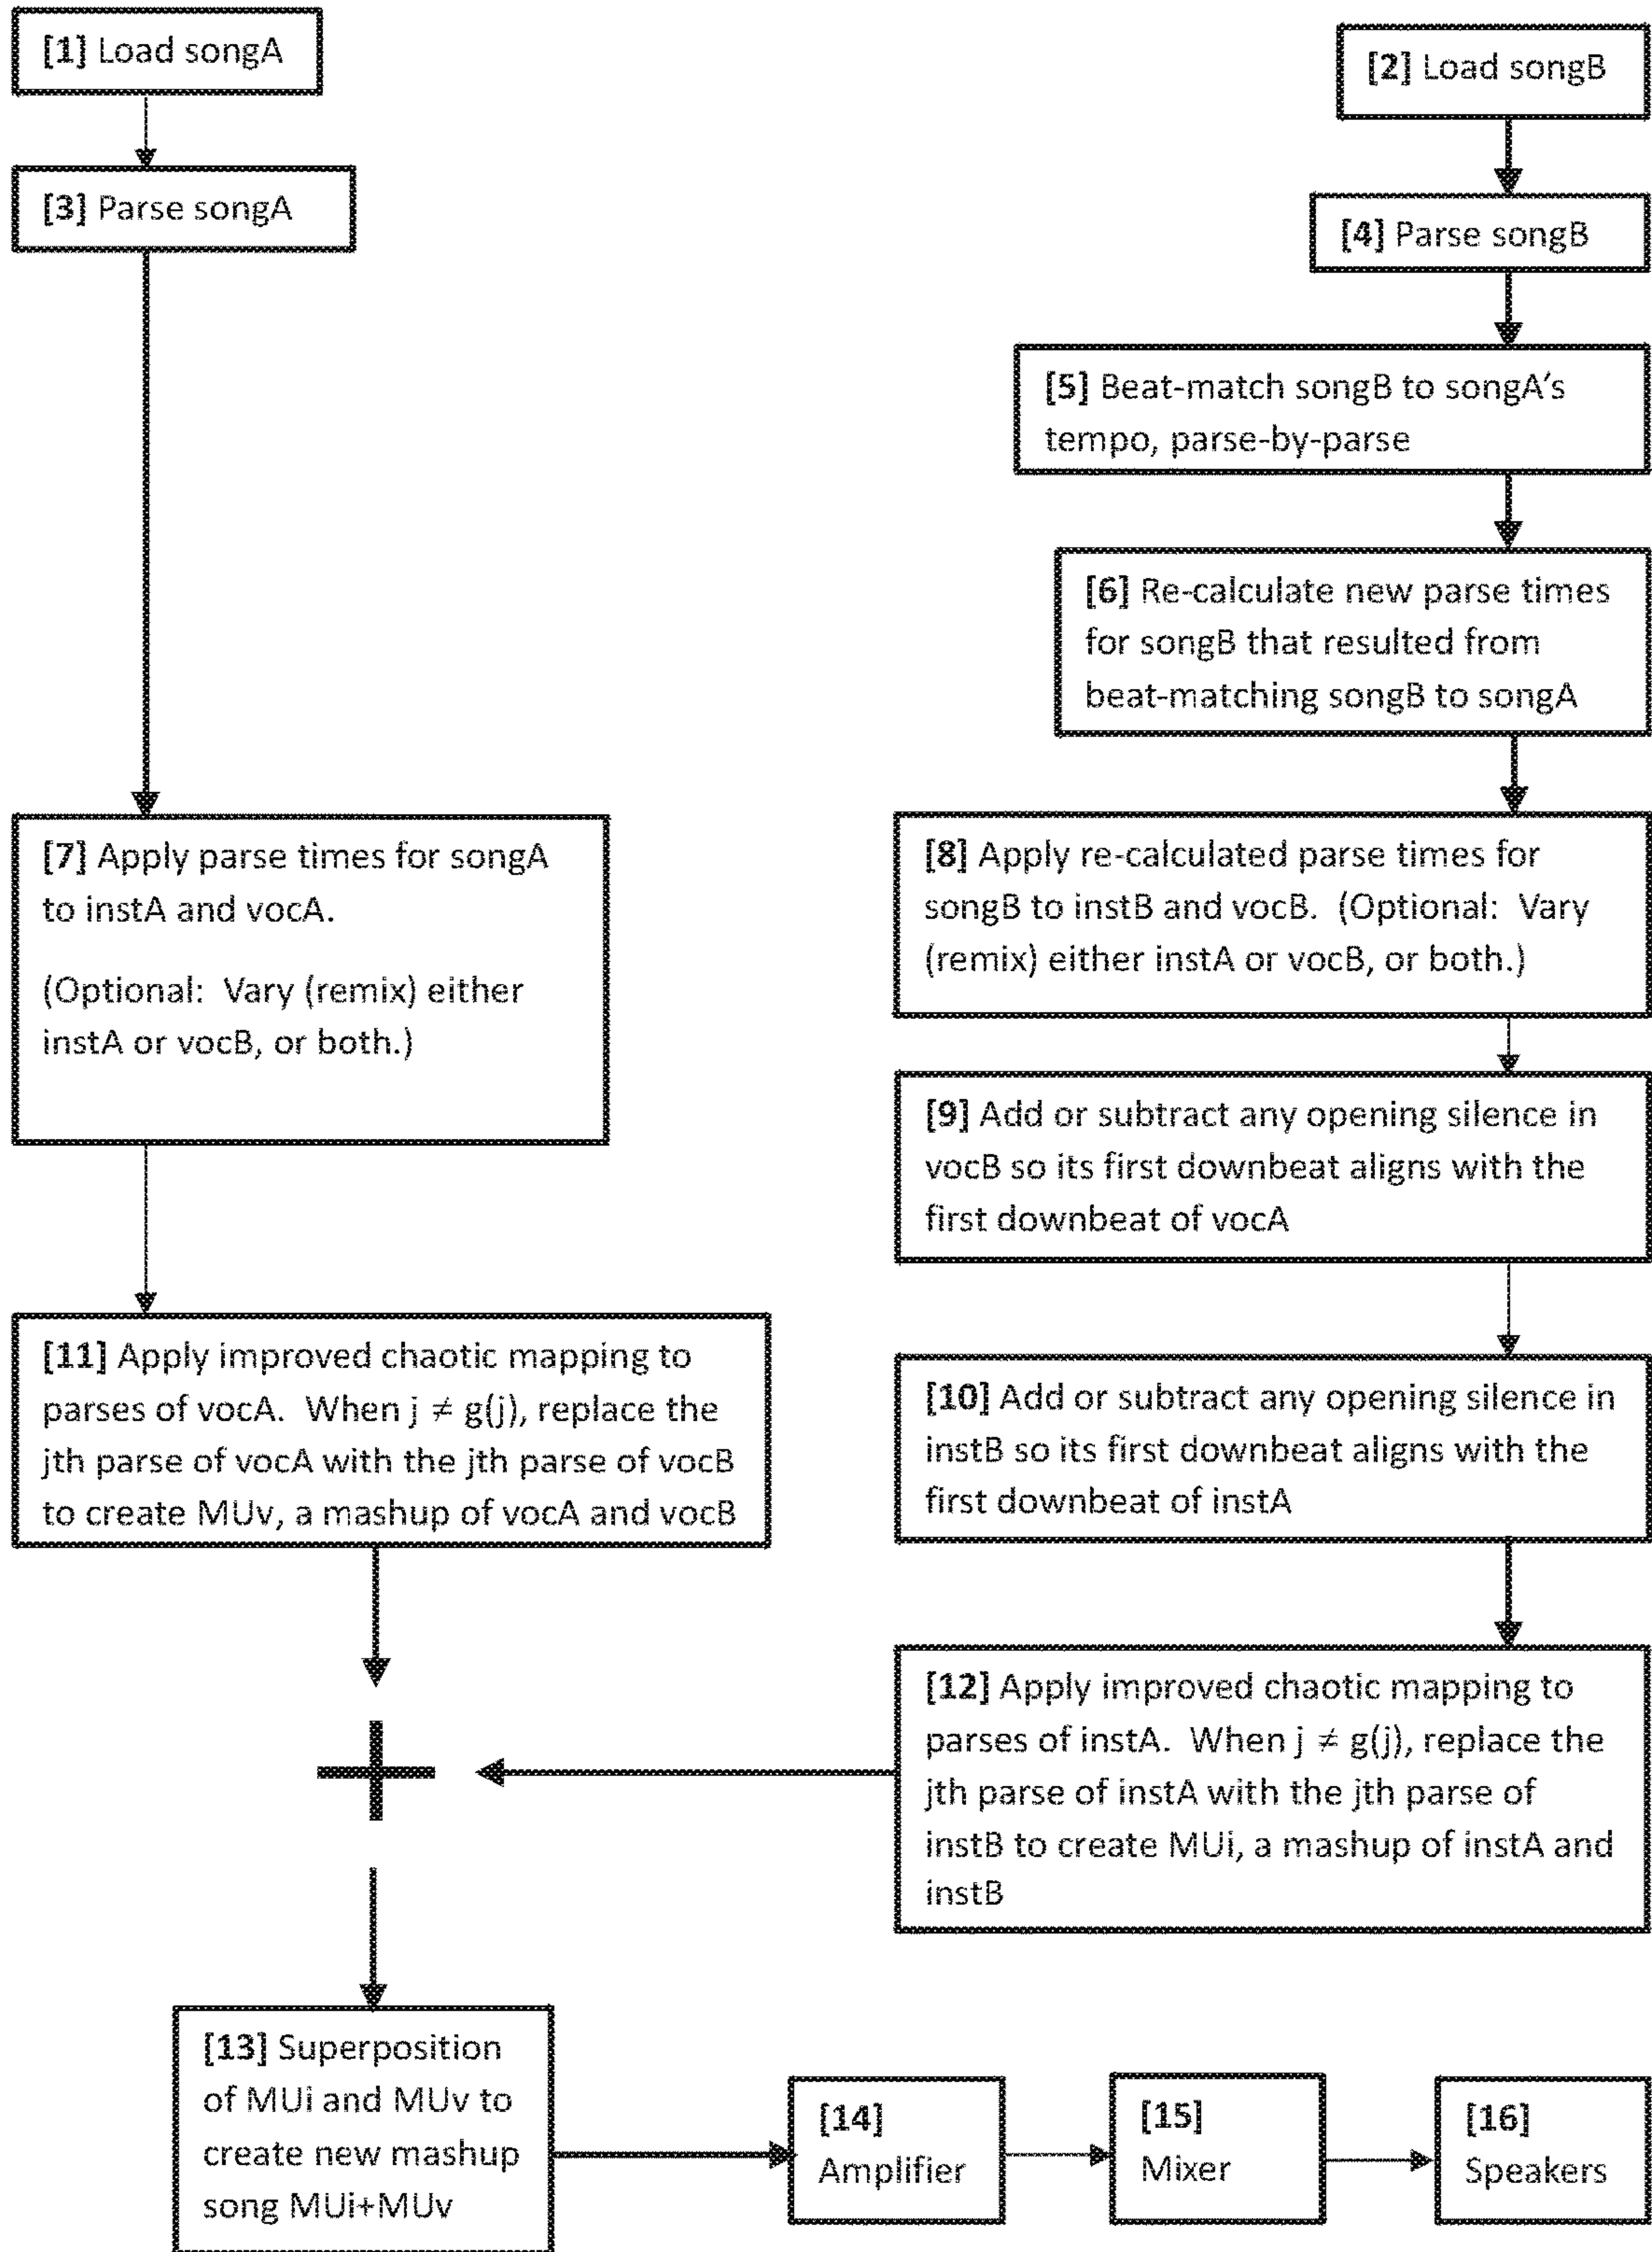 [1] Load songA
[2] Load songB
[3] Parse songA
[4] Parse songB
[5] Beat-match songB to songA's
tempo, parse-by-parse
[6] Re-calculate new parse times
for songB that resulted from
beat-matching songB to songA
[7] Apply parse times for songA
to instA and vocA.
(Optional: Vary (remix) either
instA or vocB, or both.)
[8] Apply re-calculated parse times for
songB to instB and vocB. (Optional: Vary
(remix) either instA or vocB, or both.)
[9] Add or subtract any opening silence in
vocB so its first downbeat aligns with the
first downbeat of vocA
[10] Add or subtract any opening silence in
instB so its first downbeat aligns with the
first downbeat of instA
[11] Apply improved chaotic mapping to
parses of vocA. When j ≠ g(j), replace the
jth parse of vocA with the jth parse of vocB
to create MUv, a mashup of vocA and vocB
[12] Apply improved chaotic mapping to
parses of instA. When j ≠ g(j), replace the
jth parse of instA with the jth parse of
instB to create MUi, a mashup of instA and
instB
+
[13] Superposition
of MUi and MUv to
create new mashup
song MUi+MUv
[14]
Amplifier
[15]
Mixer
[16]
Speakers